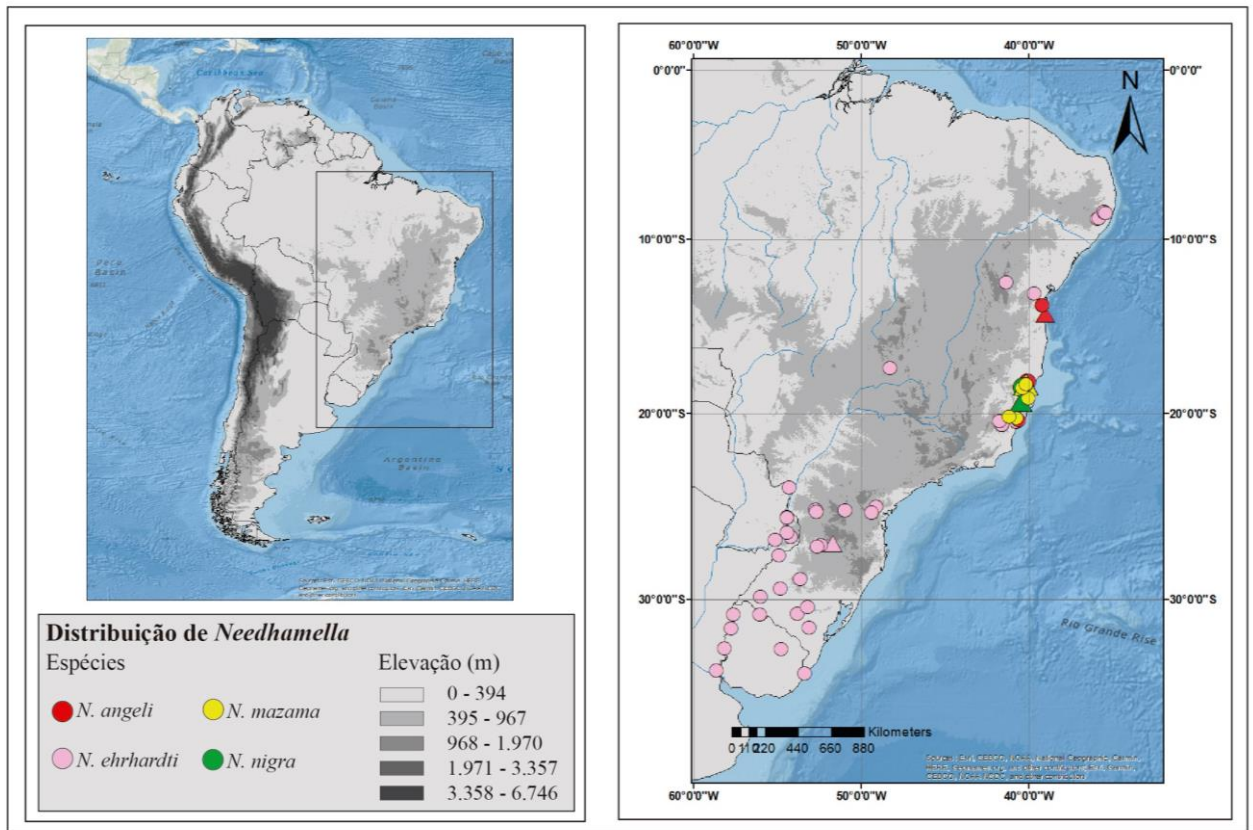 Caribbean Sea
Distribuição de Needhamella
Espécies
N. angeli
N. mazama
N. ehrhardti
N. nigra
Elevação (m)
0 - 394
395 - 967
968 - 1.970
1.971 - 3.357
3.358 - 6.746
Peru Basin
Argentine Basin
60°0'0"W 50°0'0"W 40°0'0"W
0°0'0" 0°0'0"
N
10°0'0"S 10°0'0"S
20°0'0"S 20°0'0"S
30°0'0"S 30°0'0"S
Rio Grande Rise
Kilometers
0 110 220 440 660 880
60°0'0"W 50°0'0"W 40°0'0"W